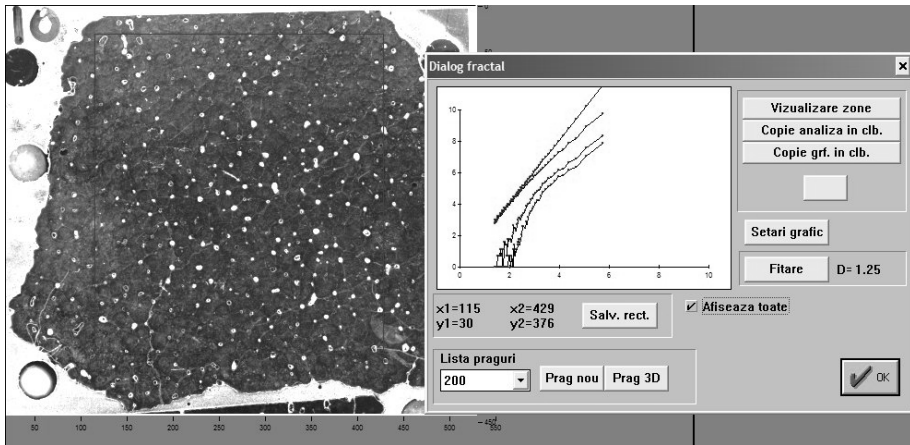 -50
Dialog fractal
10
8
6
4
2
0
0 2 4 6 8 10
Vizualizare zone
Copie analiza in clb.
Copie grf. in clb.
Setari grafic
Fitare D= 1.25
x1=115 x2=429
y1=30 y2=376
Salv. rect.
Afiseaza toate
Lista praguri
200 Prag nou Prag 3D
OK
-450
50 100 150 200 250 300 350 400 450 500 550